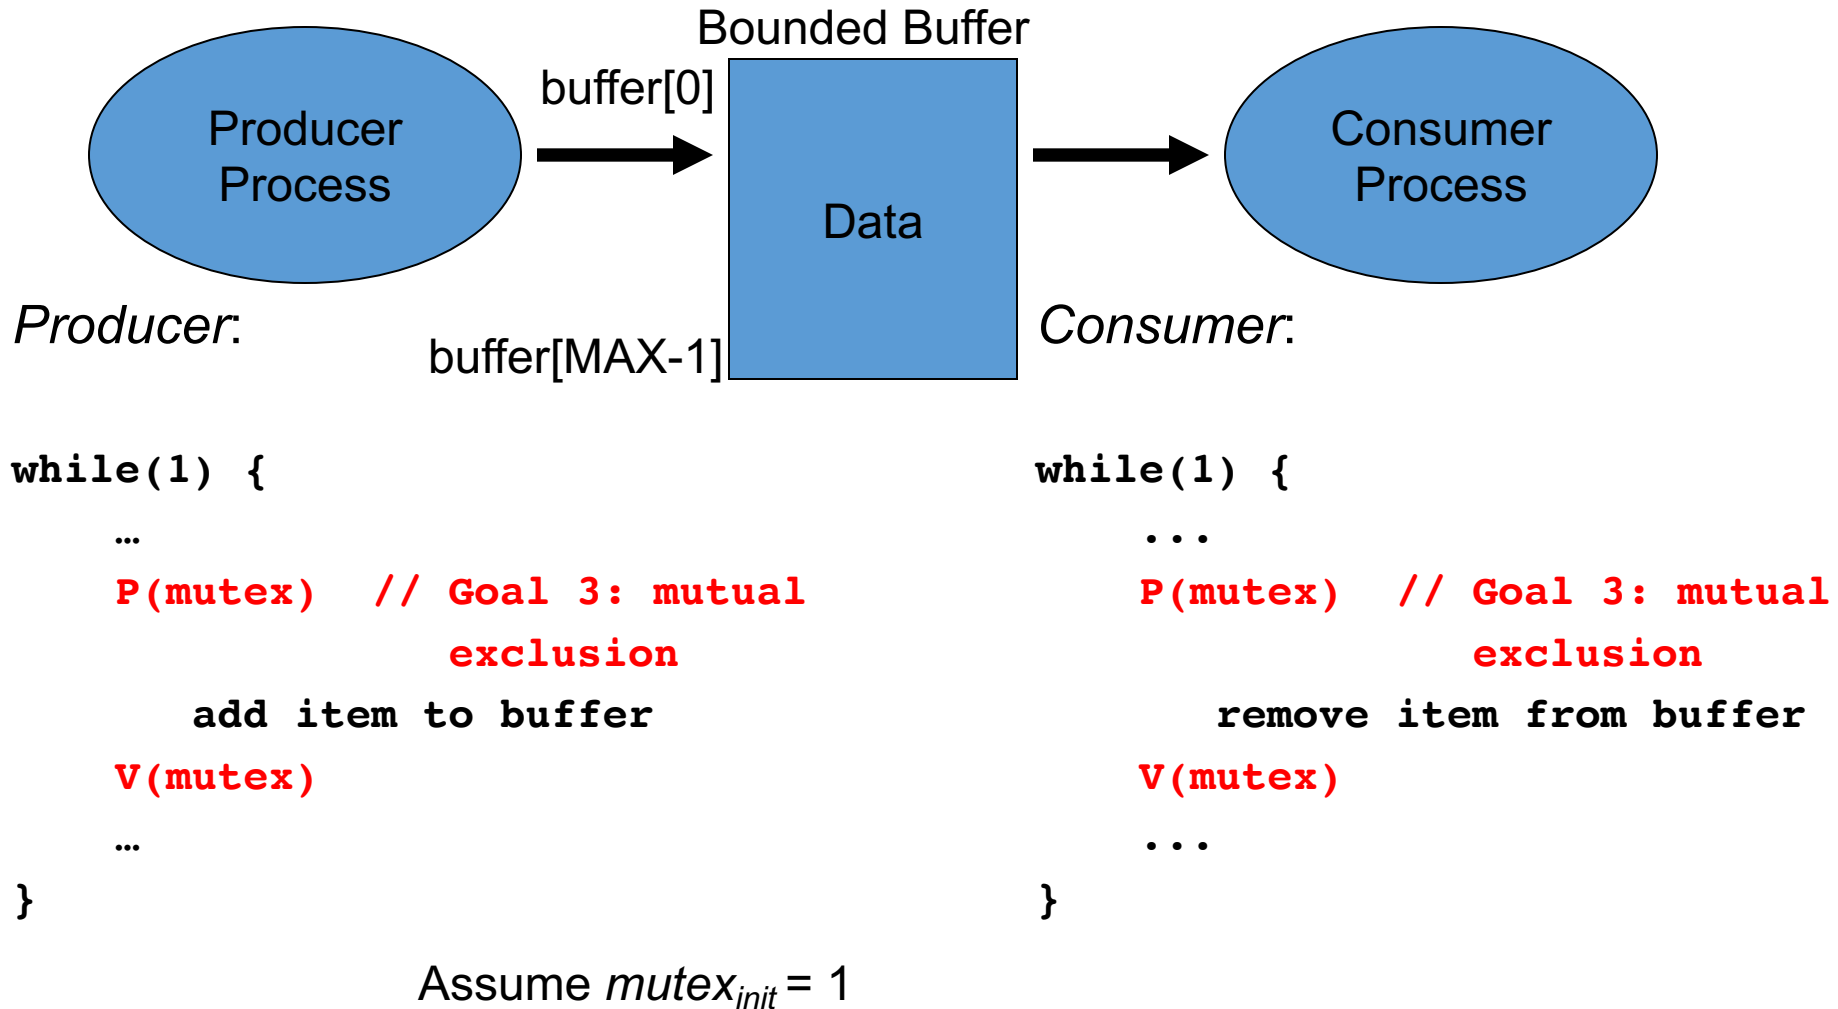 Bounded Buffer
Producer
Process
buffer[0]
Data
Consumer
Process
buffer[MAX-1]
Producer:
while(1) {
…
P(mutex) // Goal 3: mutual
exclusion
add item to buffer
V(mutex)
…
}
Consumer:
while(1) {
...
P(mutex) // Goal 3: mutual
exclusion
remove item from buffer
V(mutex)
...
}
Assume mutexinit = 1